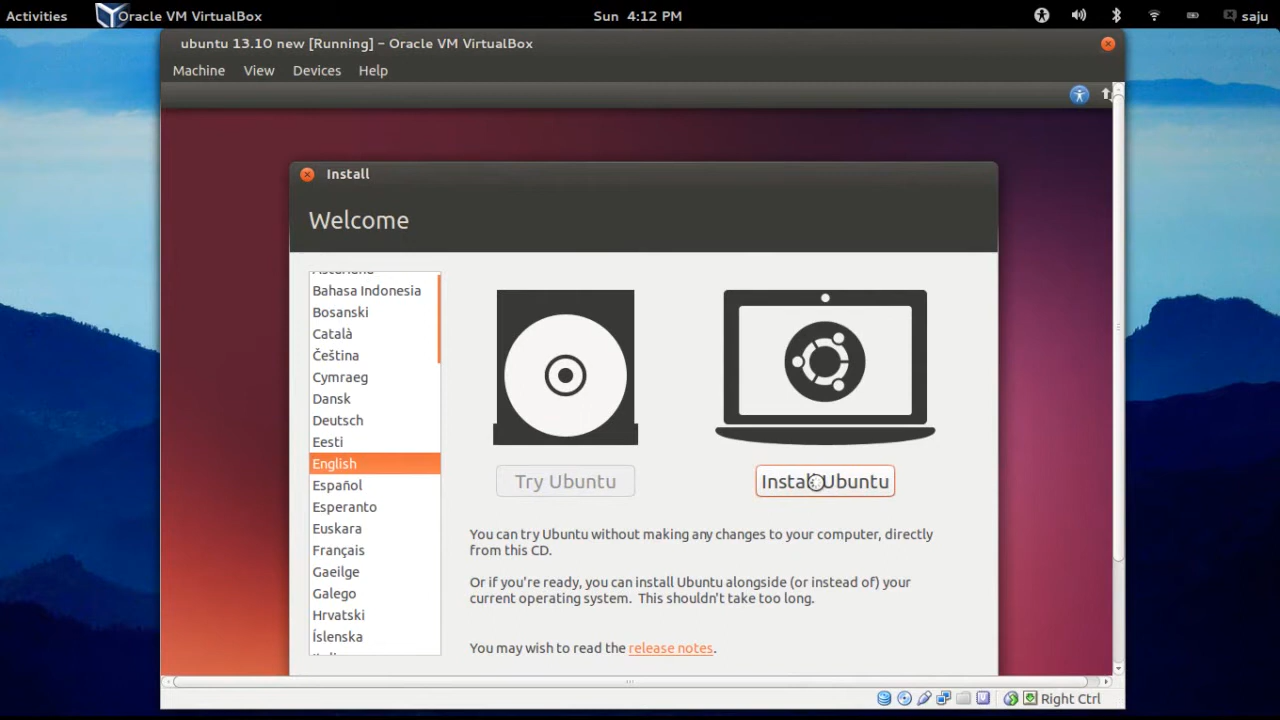 Activities Oracle VM VirtualBox Sun 4:12 PM saju
ubuntu 13.10 new [Running] – Oracle VM VirtualBox
Machine View Devices Help
Install
Welcome
Bahasa Indonesia
Bosanski
Català
Čeština
Cymraeg
Dansk
Deutsch
Eesti
English
Español
Esperanto
Euskara
Français
Gaeilge
Galego
Hrvatski
Íslenska
Try Ubuntu
Install Ubuntu
You can try Ubuntu without making any changes to your computer, directly
from this CD.
Or if you're ready, you can install Ubuntu alongside (or instead of) your
current operating system. This shouldn't take too long.
You may wish to read the release notes.
Right Ctrl